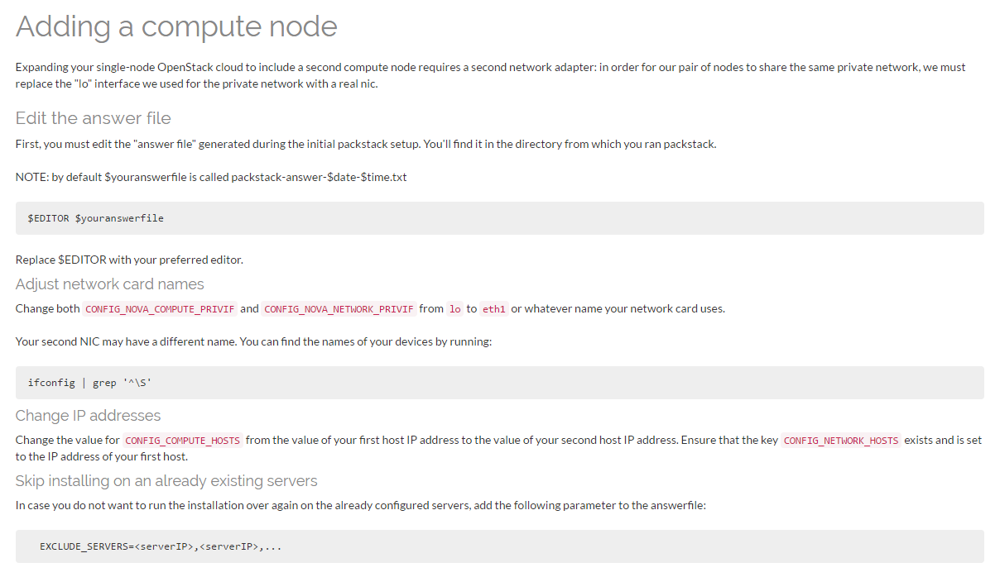 Adding a compute node
Expanding your single-node OpenStack cloud to include a second compute node requires a second network adapter: in order for our pair of nodes to share the same private network, we must
replace the "lo" interface we used for the private network with a real nic.
Edit the answer file
First, you must edit the "answer file" generated during the initial packstack setup. You'll find it in the directory from which you ran packstack.
NOTE: by default $youranswerfile is called packstack-answer-$date-$time.txt
$EDITOR $youranswerfile
Replace $EDITOR with your preferred editor.
Adjust network card names
Change both CONFIG_NOVA_COMPUTE_PRIVIF and CONFIG_NOVA_NETWORK_PRIVIF from lo to eth1 or whatever name your network card uses.
Your second NIC may have a different name. You can find the names of your devices by running:
ifconfig | grep '^\S'
Change IP addresses
Change the value for CONFIG_COMPUTE_HOSTS from the value of your first host IP address to the value of your second host IP address. Ensure that the key CONFIG_NETWORK_HOSTS exists and is set
to the IP address of your first host.
Skip installing on an already existing servers
In case you do not want to run the installation over again on the already configured servers, add the following parameter to the answerfile:
EXCLUDE_SERVERS=<serverIP>,<serverIP>,...